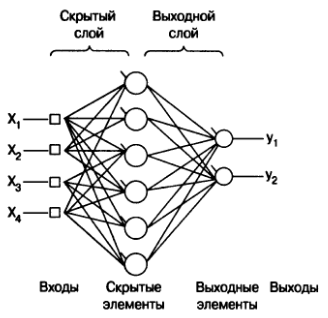 Скрытый
слой
Выходной
слой
X1
X2
X3
X4
y1
y2
Входы
Скрытые
элементы
Выходные
элементы
Выходы